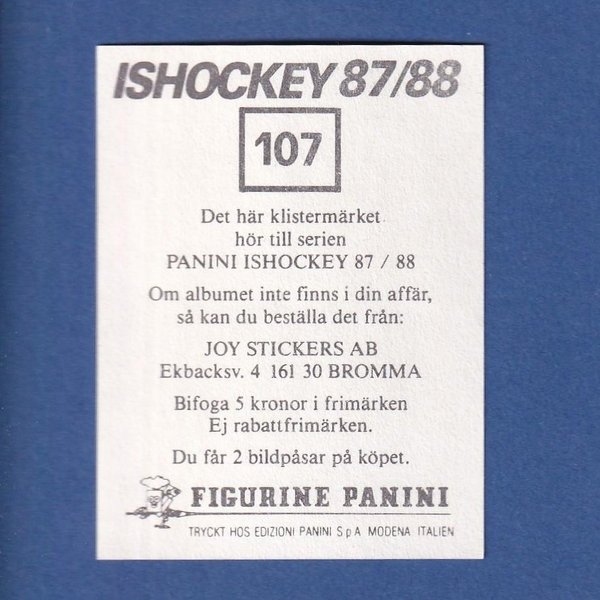 ISHOCKEY 87/88
107
Det här klistermärket
hör till serien
PANINI ISHOCKEY 87 / 88
Om albumet inte finns i din affär,
så kan du beställa det från:
JOY STICKERS AB
Ekbacksv. 4 161 30 BROMMA
Bifoga 5 kronor i frimärken
Ej rabattfrimärken.
Du får 2 bildpåsar på köpet.
FIGURINE PANINI
TRYCKT HOS EDIZIONI PANINI S p A MODENA ITALIEN